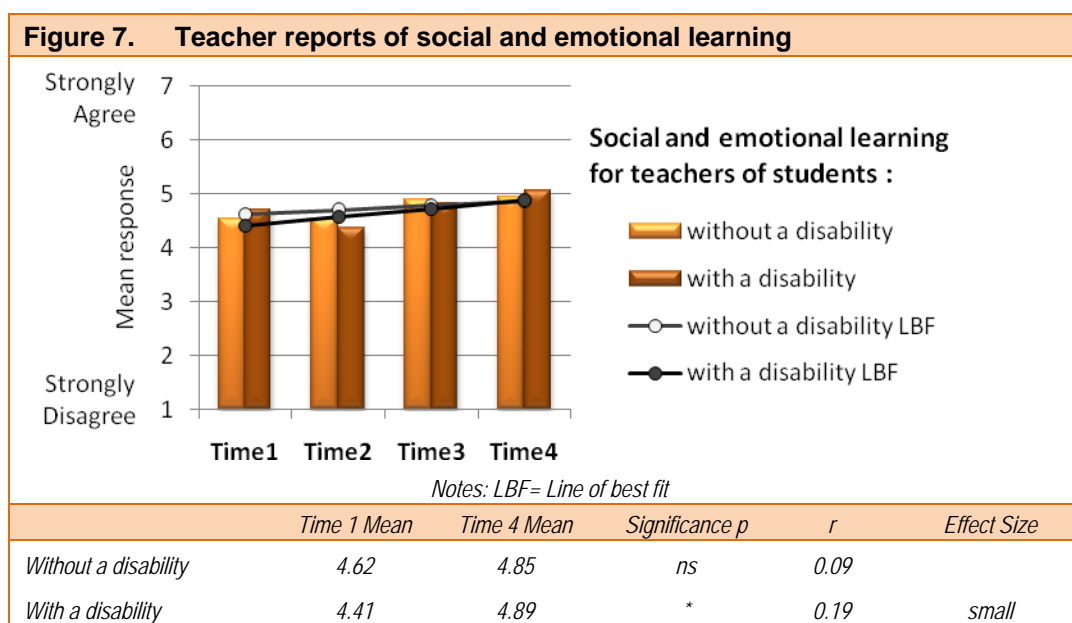 Figure 7. Teacher reports of social and emotional learning
Strongly
Agree
7
6
5
4
3
2
1
Mean response
Strongly
Disagree
Time1 Time2 Time3 Time4
Social and emotional learning
for teachers of students :
without a disability
with a disability
without a disability LBF
with a disability LBF
Notes: LBF= Line of best fit
Time 1 Mean Time 4 Mean Significance p r Effect Size
Without a disability 4.62 4.85 ns 0.09
With a disability 4.41 4.89 * 0.19 small